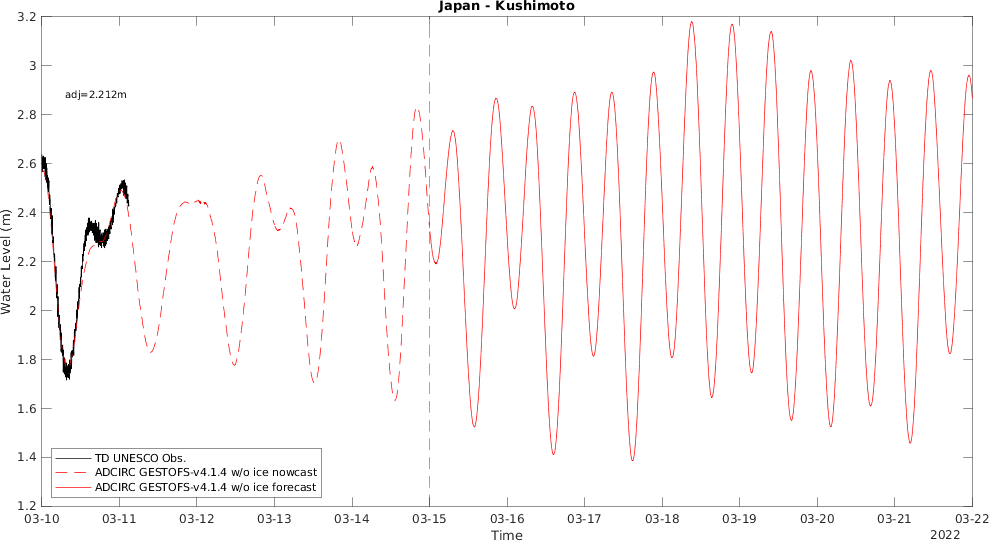 Japan - Kushimoto
3.2
3
2.8
2.6
2.4
2.2
2
1.8
1.6
1.4
1.2
Water Level (m)
adj=2.212m
TD UNESCO Obs.
ADCIRC GESTOFS-v4.1.4 w/o ice nowcast
ADCIRC GESTOFS-v4.1.4 w/o ice forecast
03-10 03-11 03-12 03-13 03-14 03-15 03-16 03-17 03-18 03-19 03-20 03-21 03-22
Time
2022